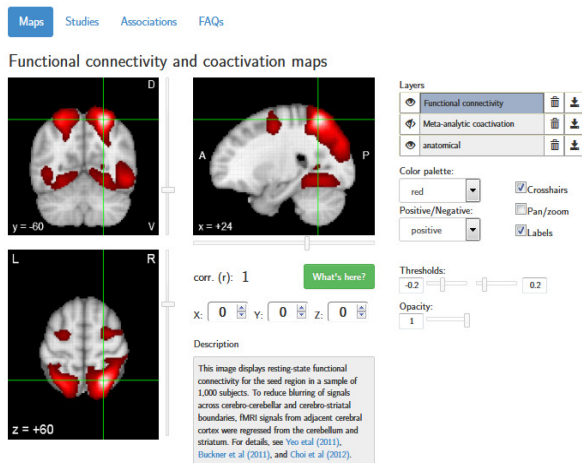 Maps Studies Associations FAQs
Functional connectivity and coactivation maps
D
y = -60
V
A
P
x = +24
L
R
z = +60
corr. (r): 1
What's here?
X: 0 Y: 0 Z: 0
Description
This image displays resting-state functional
connectivity for the seed region in a sample of
1,000 subjects. To reduce blurring of signals
across cerebro-cerebellar and cerebro-striatal
boundaries, fMRI signals from adjacent cerebral
cortex were regressed from the cerebellum and
striatum. For details, see Yeo etal (2011),
Buckner et al (2011), and Choi et al (2012).
Layers
Functional connectivity
Meta-analytic coactivation
anatomical
Color palette:
red
Positive/Negative:
positive
Crosshairs
Pan/zoom
Labels
Thresholds:
-0.2 0.2
Opacity:
1